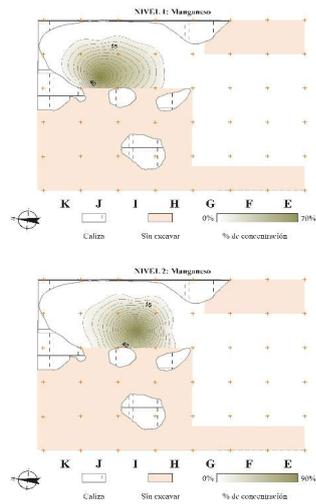 NIVEL 1: Manganeso
K J I H G F E
0% 70%
Caliza Sin excavar % de concentración
NIVEL 2: Manganeso
K J I H G F E
0% 90%
Caliza Sin excavar % de concentración